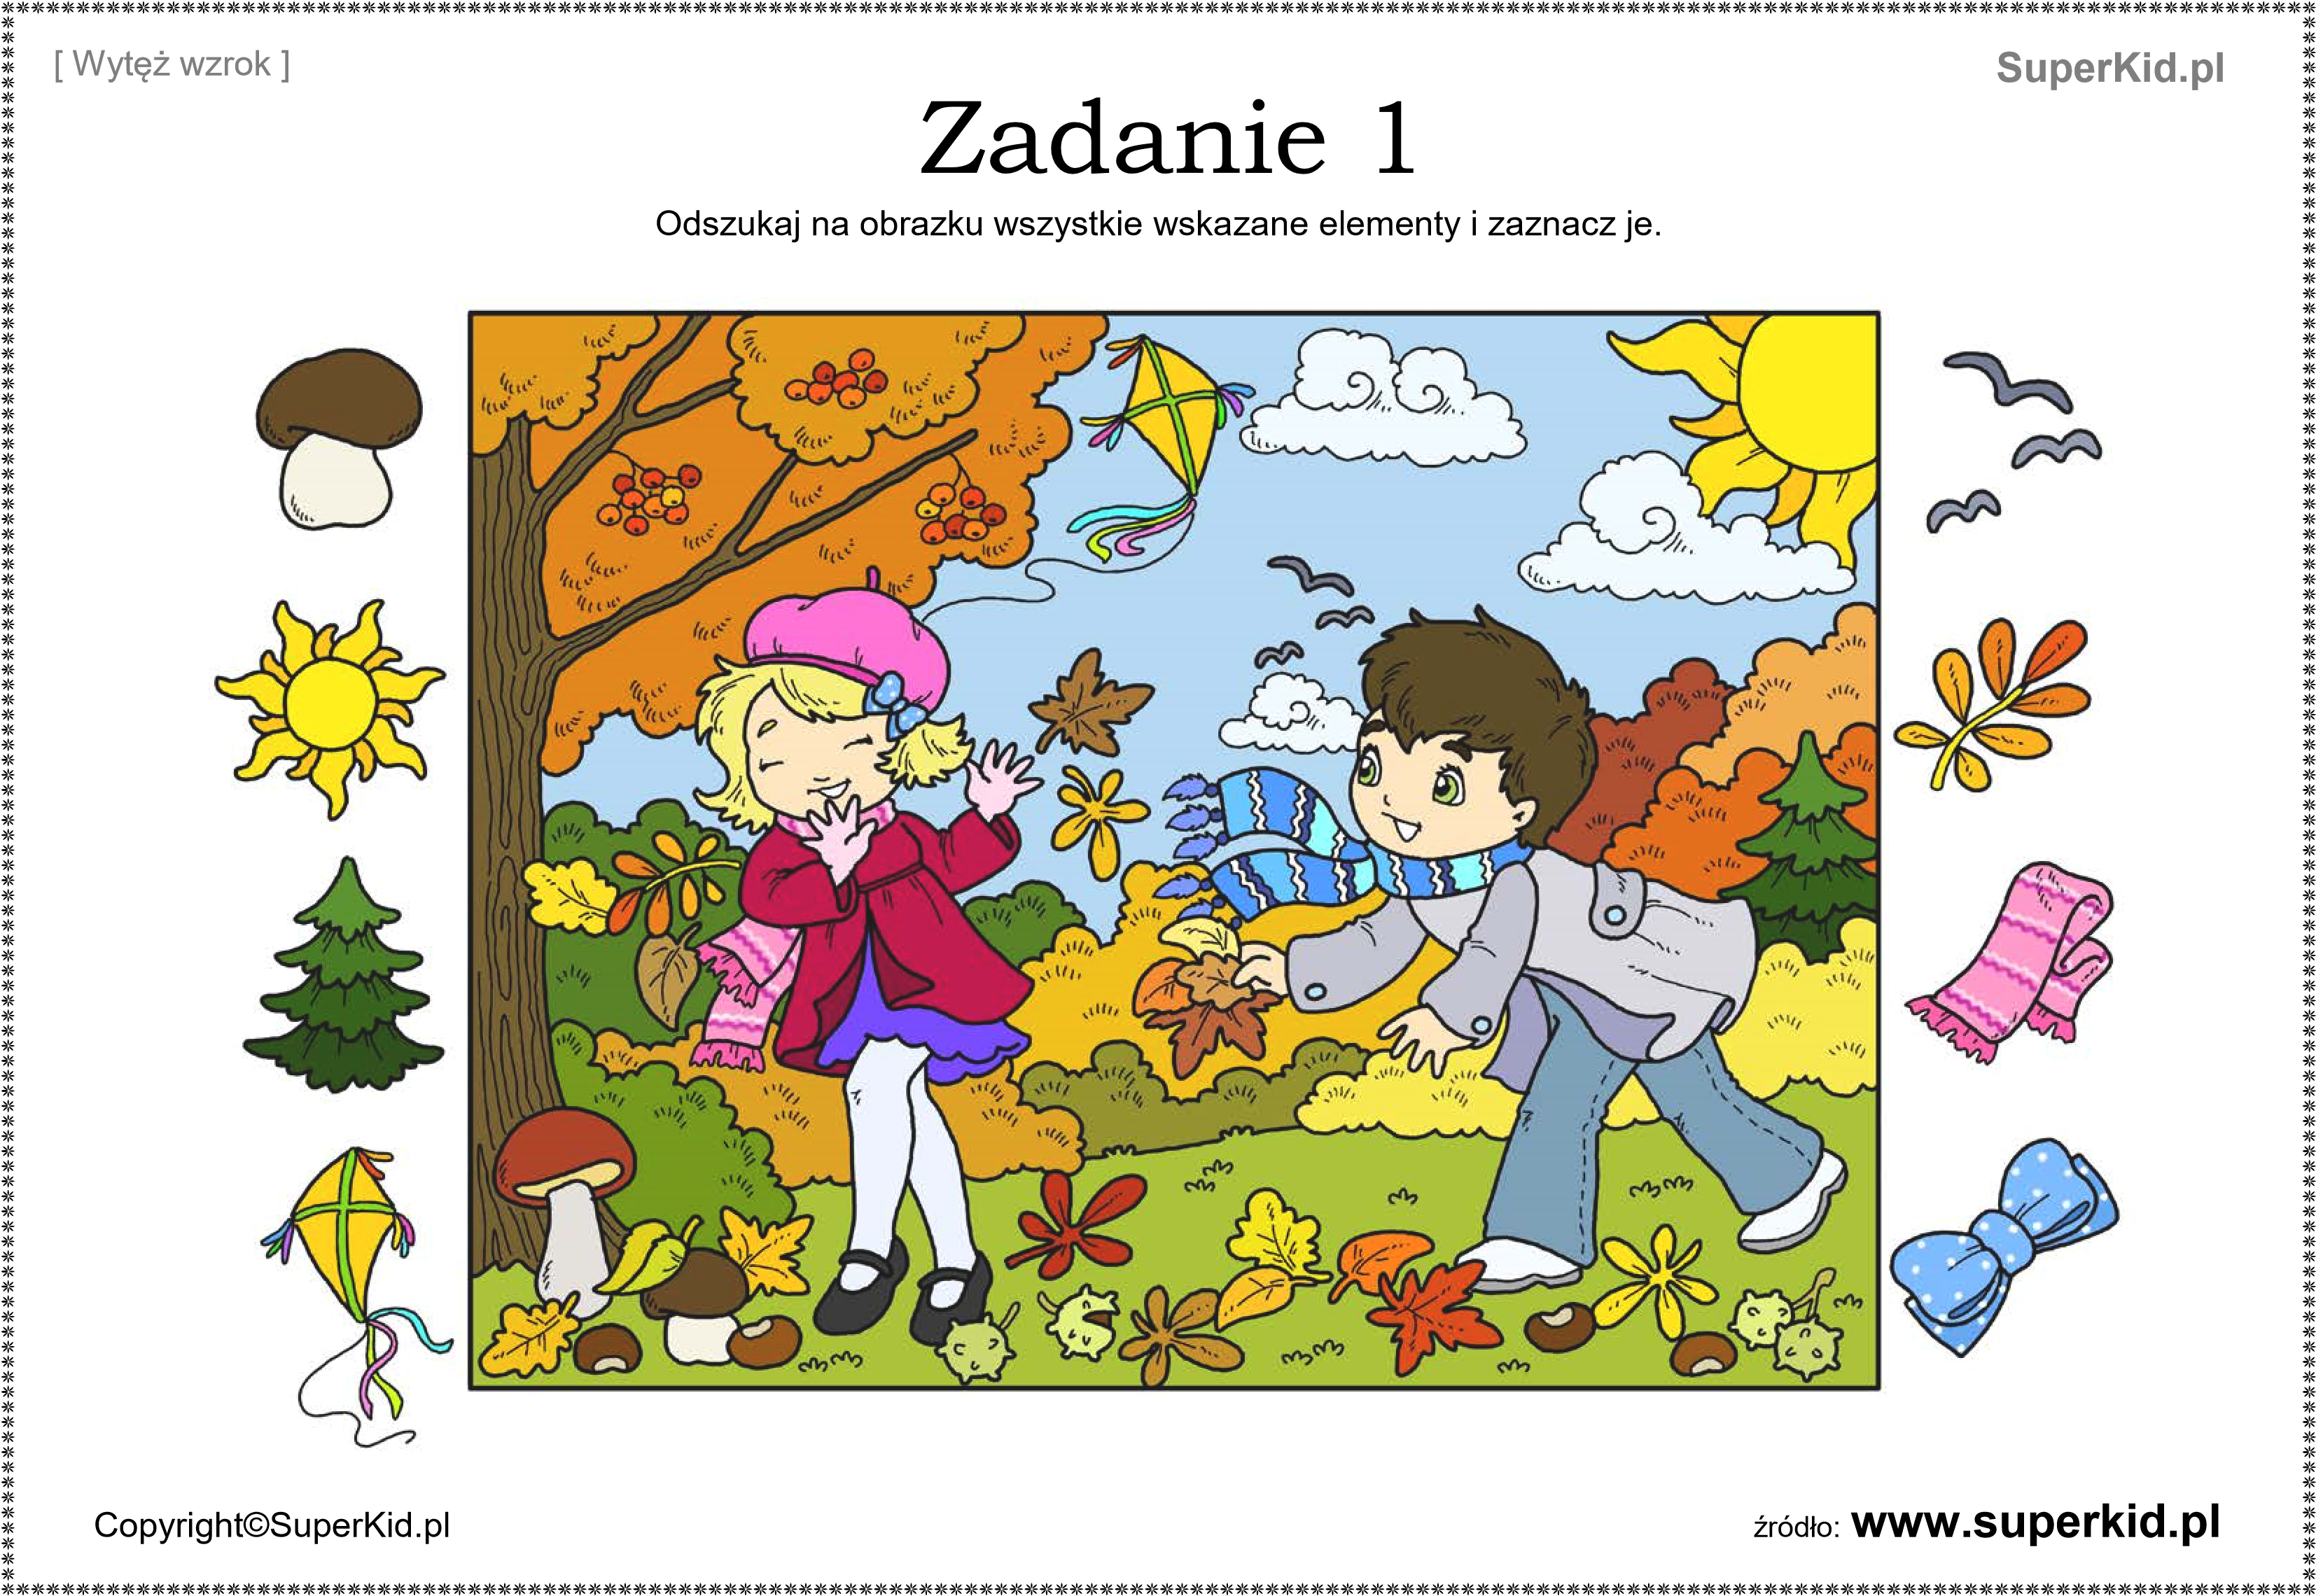 [ Wytęż wzrok ]
SuperKid.pl
Zadanie 1
Odszukaj na obrazku wszystkie wskazane elementy i zaznacz je.
Copyright©SuperKid.pl
źródło: www.superkid.pl